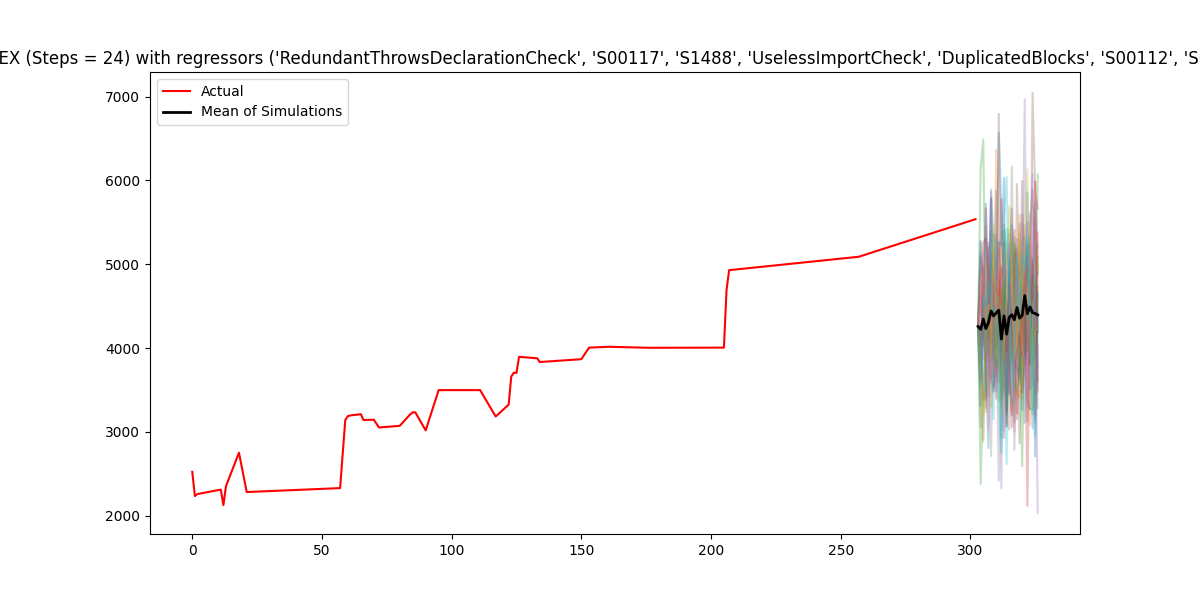 EX (Steps = 24) with regressors ('RedundantThrowsDeclarationCheck', 'S00117', 'S1488', 'UselessImportCheck', 'DuplicatedBlocks', 'S00112', 'S
Actual
Mean of Simulations
7000
6000
5000
4000
3000
2000
0 50 100 150 200 250 300